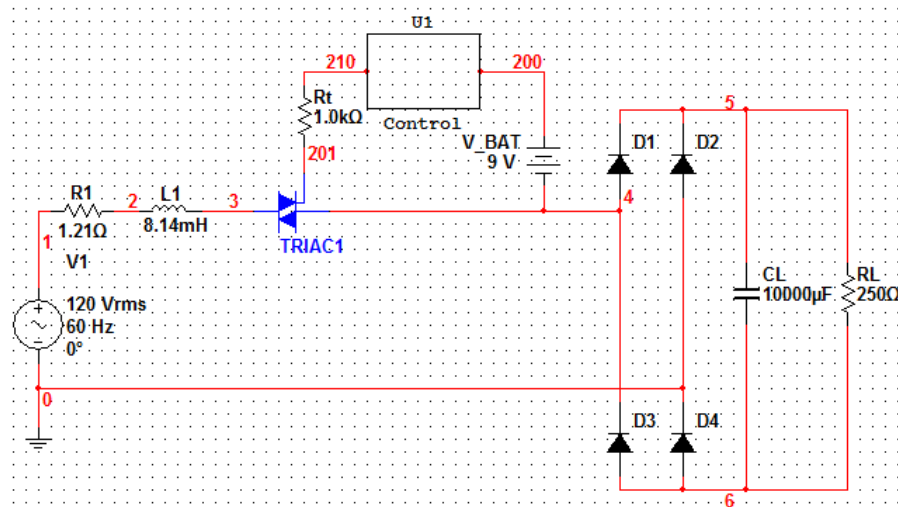 U1
210
200
Rt
1.0kΩ
Control
201
V_BAT
9 V
5
D1
D2
R1
2
L1
3
4
1.21Ω
8.14mH
1
V1
TRIAC1
CL
10000µF
RL
250Ω
120 Vrms
60 Hz
0°
0
D3
D4
6